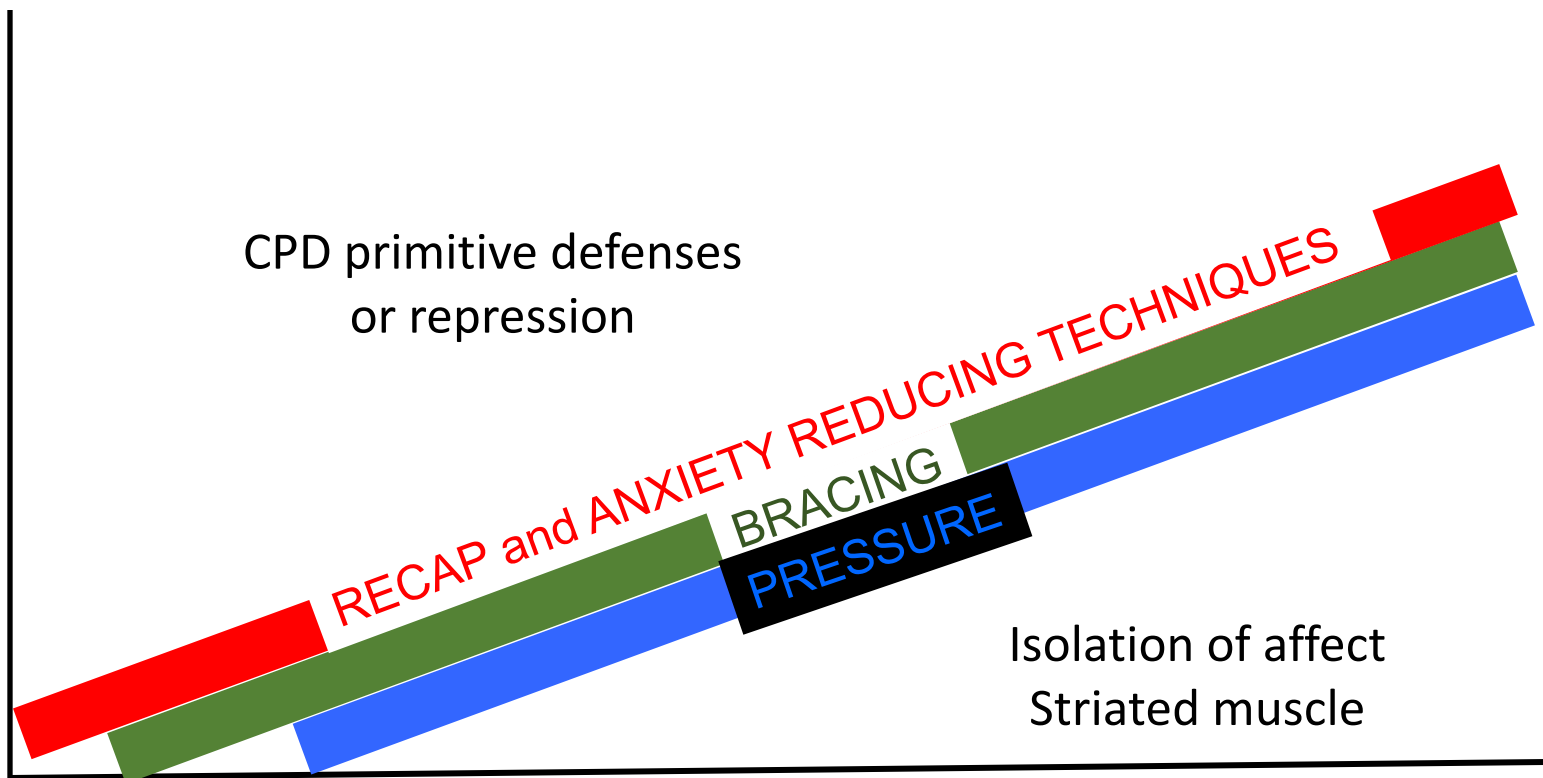 CPD primitive defenses
or repression
RECAP and ANXIETY REDUCING TECHNIQUES
BRACING
PRESSURE
Isolation of affect
Striated muscle